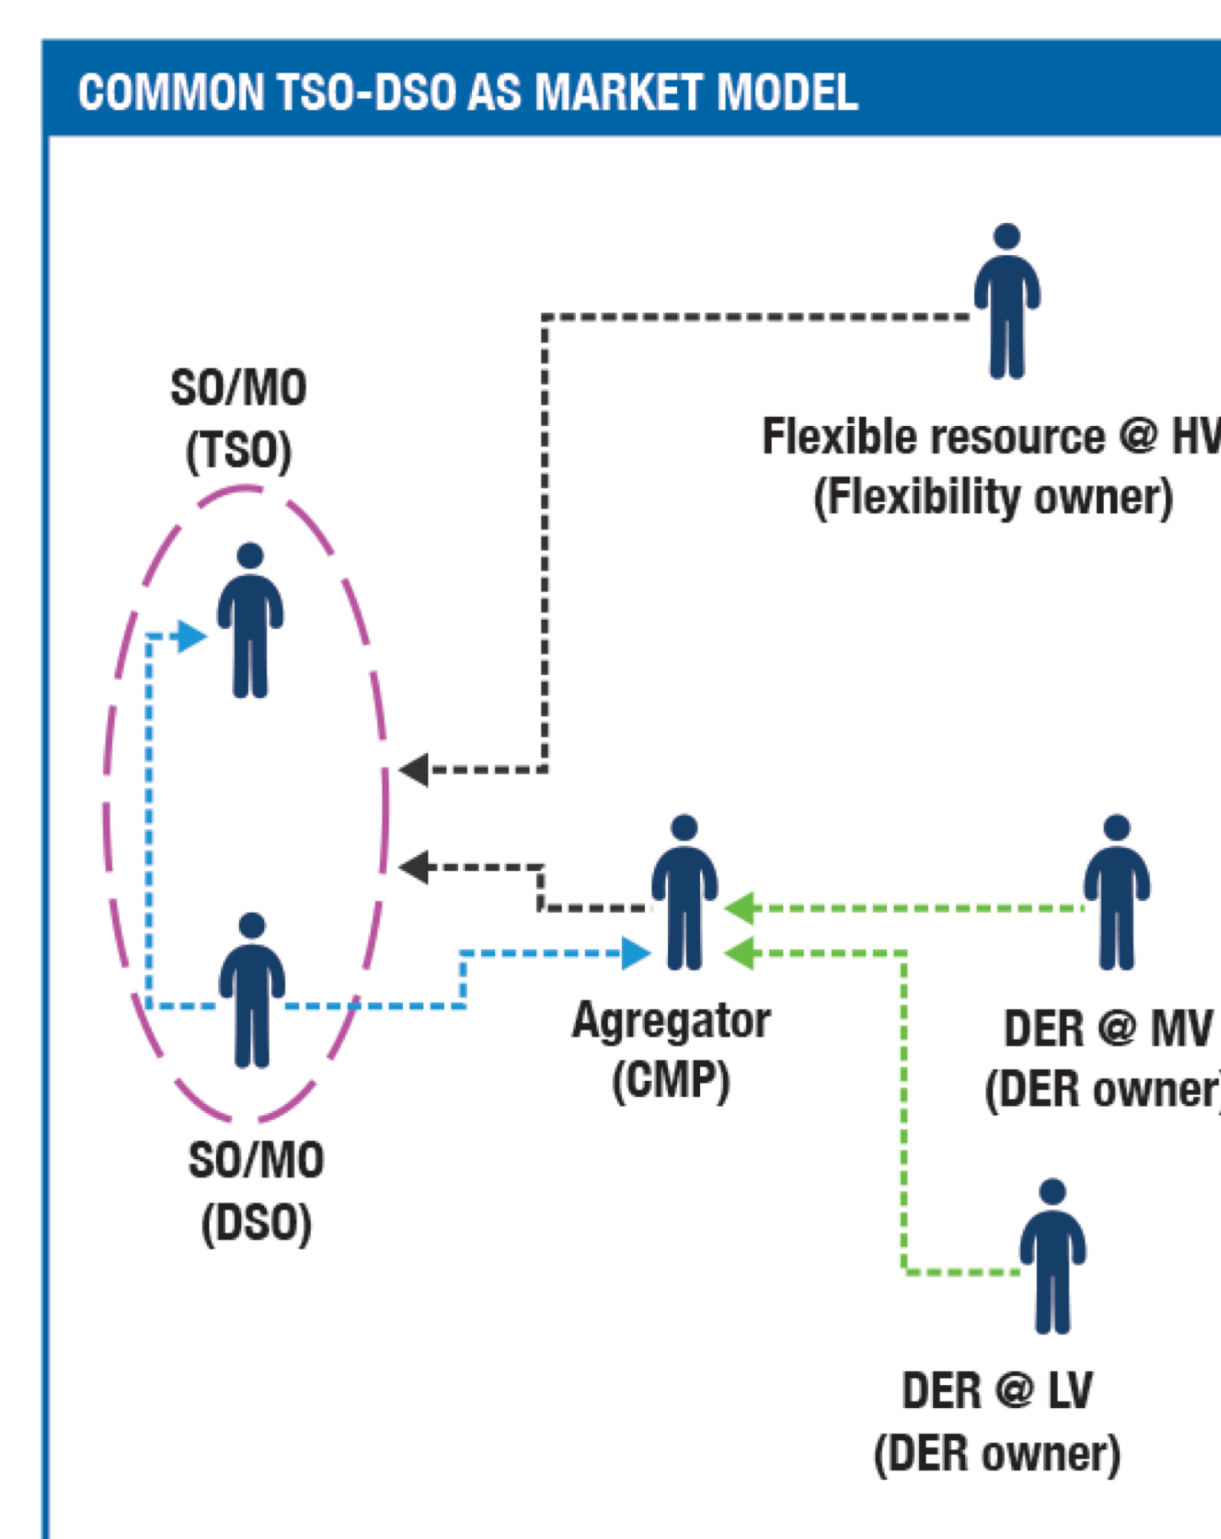 COMMON TSO-DSO AS MARKET MODEL
SO/MO
(TSO)
Flexible resource @ HV
(Flexibility owner)
Agregator
(CMP)
DER @ MV
(DER owner)
SO/MO
(DSO)
DER @ LV
(DER owner)